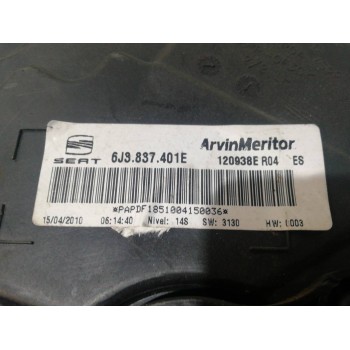 SEAT
6J3.837.401E
ArvinMeritor
120938E R04 ES
*PAPDF1851004150036*
15/04/2010 06:14:40 Nivel: 14S SW: 3130 HW: 0003